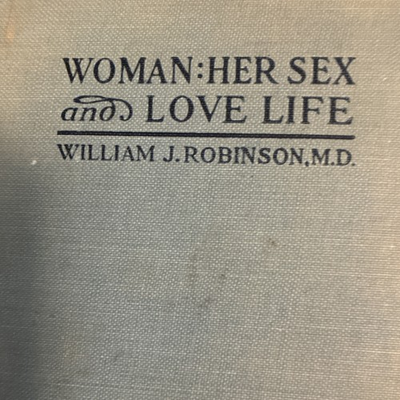 WOMAN:HER SEX
and LOVE LIFE
WILLIAM J. ROBINSON, M.D.